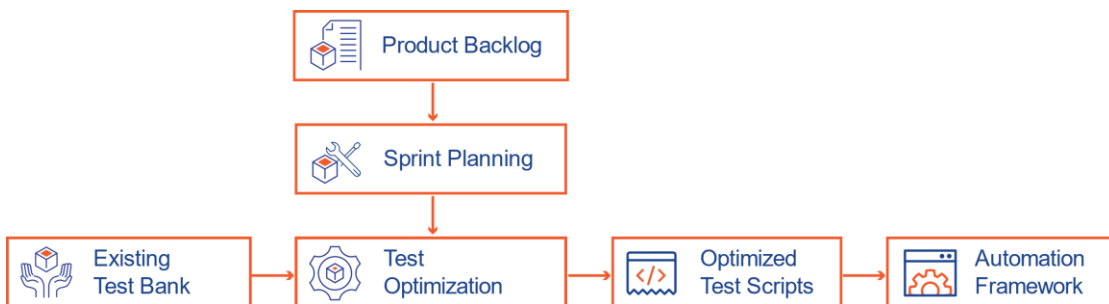 Product Backlog
Sprint Planning
Existing
Test Bank
Test
Optimization
</>
Optimized
Test Scripts
Automation
Framework